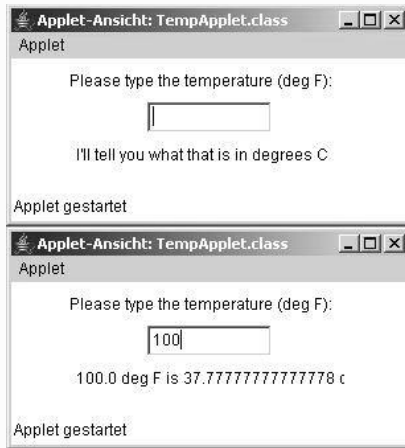 Applet-Ansicht: TempApplet.class
Applet
Please type the temperature (deg F):
I'll tell you what that is in degrees C
Applet gestartet
Applet-Ansicht: TempApplet.class
Applet
Please type the temperature (deg F):
100
100.0 deg F is 37.77777777777778 c
Applet gestartet